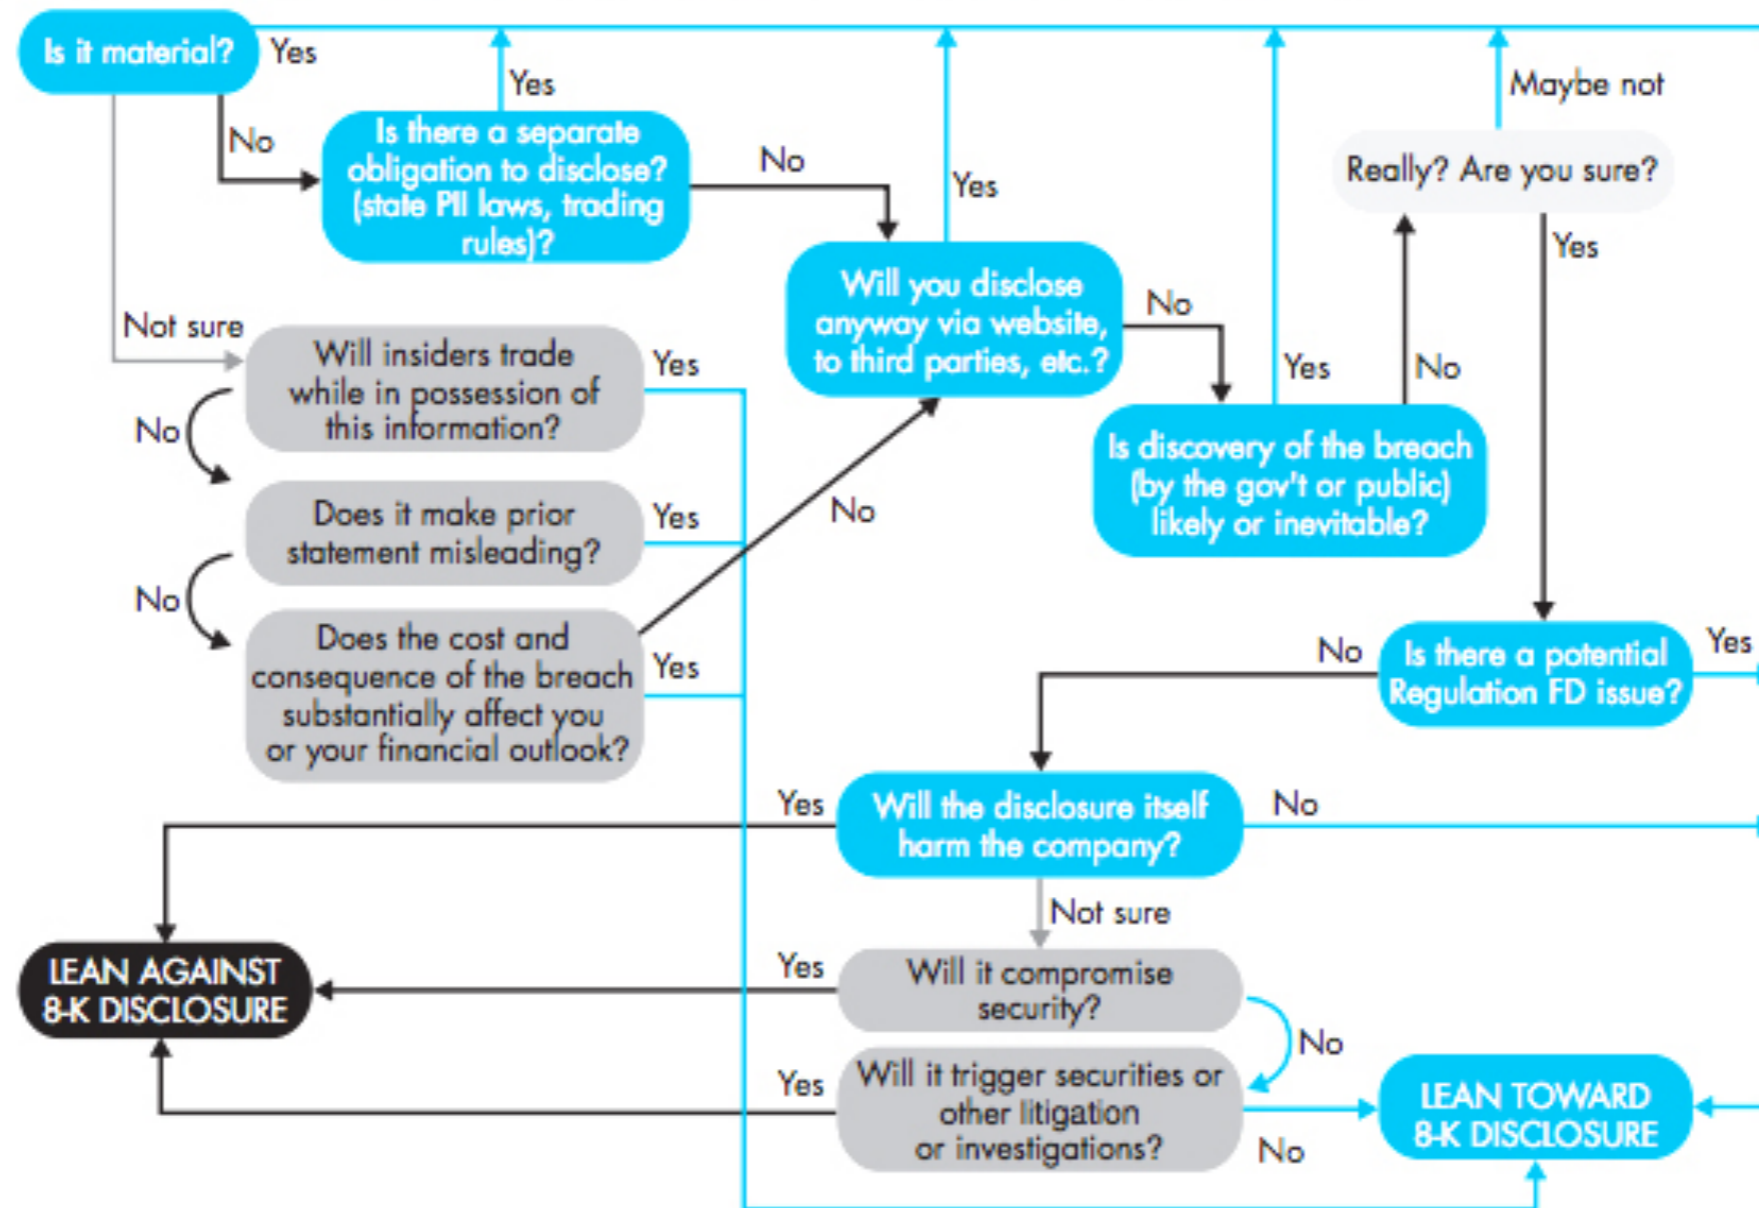 Is it material?
Yes
Yes
Maybe not
No
Is there a separate
obligation to disclose?
(state PII laws, trading
rules)?
No
Yes
Really? Are you sure?
Yes
Not sure
Will you disclose
anyway via website,
to third parties, etc.?
No
Will insiders trade
while in possession of
this information?
Yes
No
Yes
No
Is discovery of the breach
(by the gov't or public)
likely or inevitable?
Does it make prior
statement misleading?
Yes
No
No
Does the cost and
consequence of the breach
substantially affect you
or your financial outlook?
Yes
No
Is there a potential
Regulation FD issue?
Yes
Yes
Will the disclosure itself
harm the company?
No
Not sure
LEAN AGAINST
8-K DISCLOSURE
Yes
Will it compromise
security?
No
Yes
Will it trigger securities or
other litigation
or investigations?
No
LEAN TOWARD
8-K DISCLOSURE